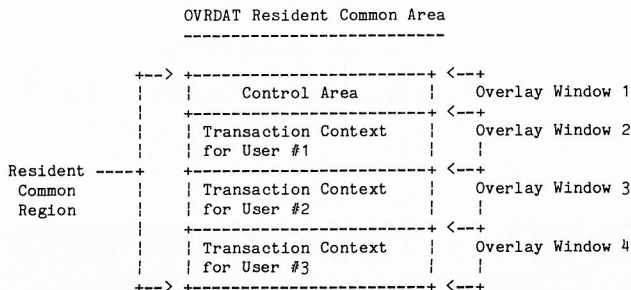 OVRDAT Resident Common Area
Control Area Overlay Window 1
Transaction Context Overlay Window 2
for User #1
Resident
Transaction Context Overlay Window 3
Common
for User #2
Region
Transaction Context Overlay Window 4
for User #3